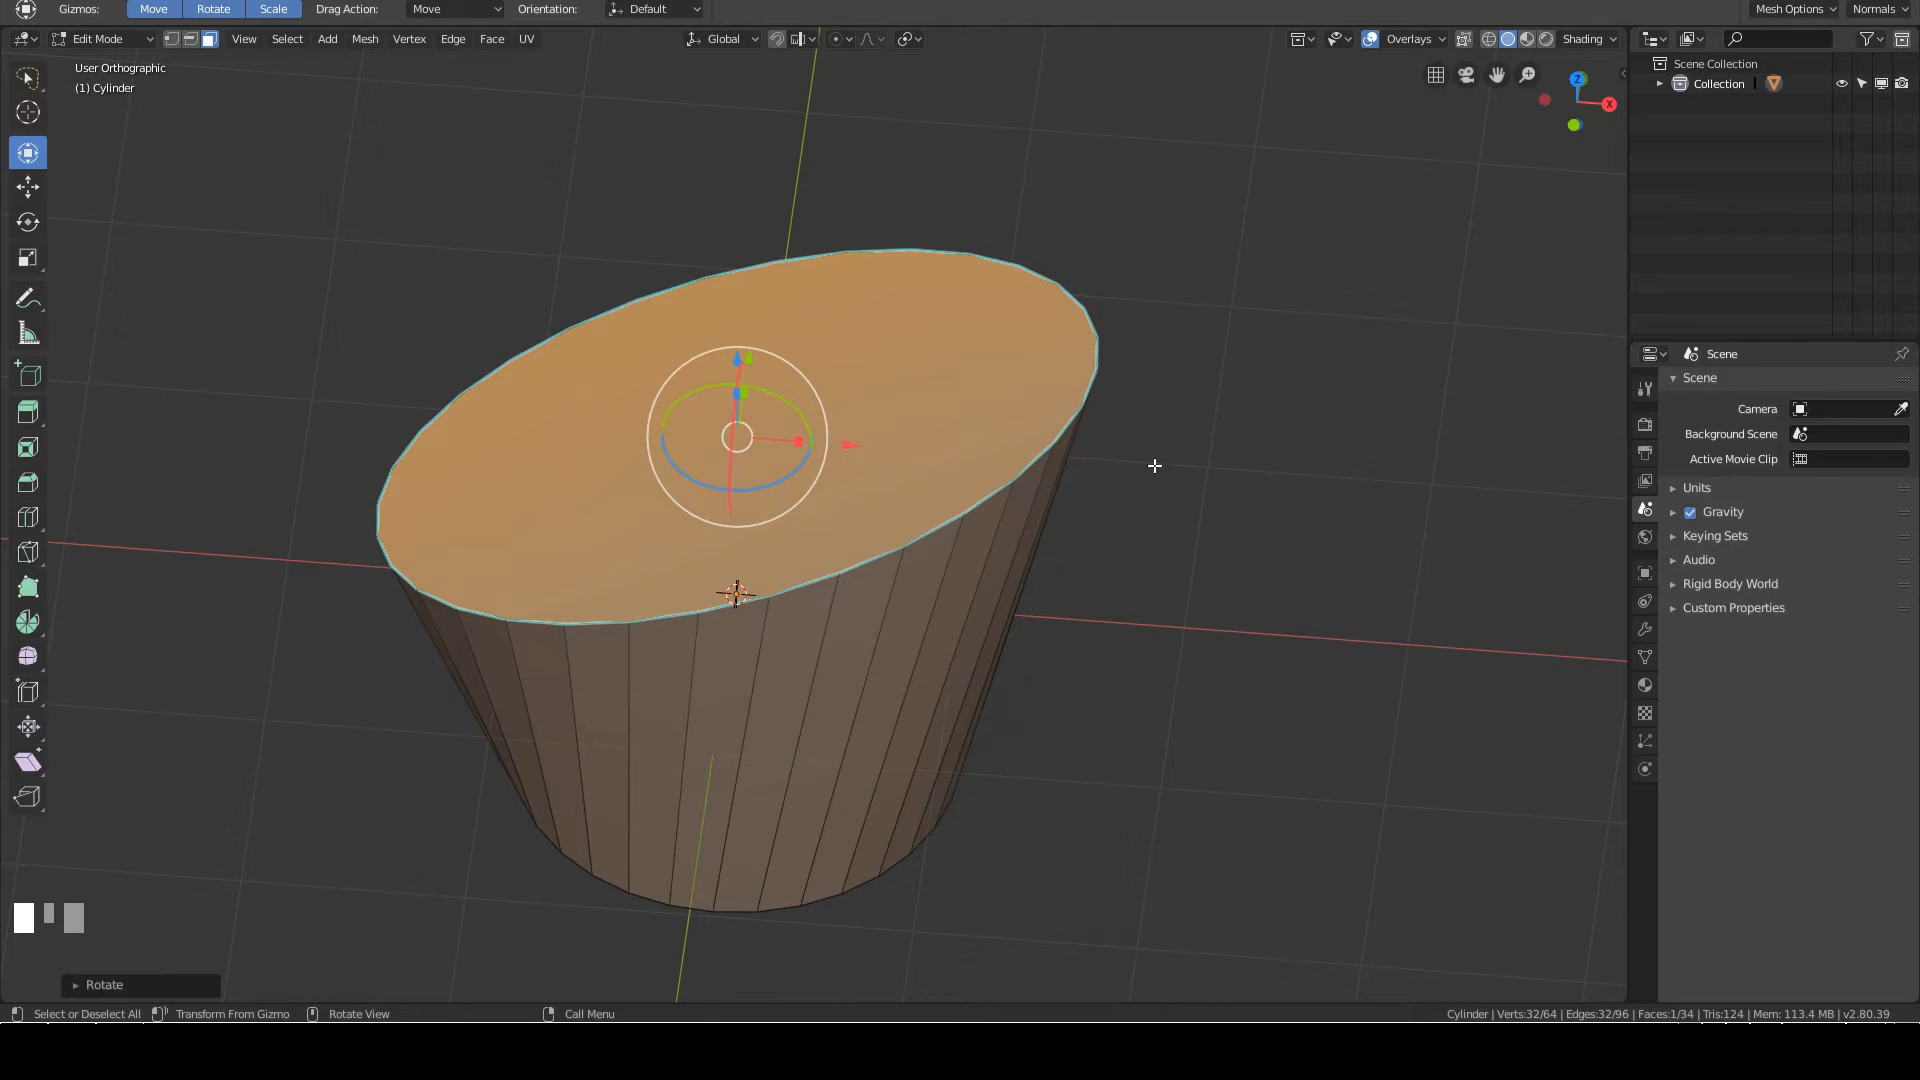 Gizmos: Move Rotate Scale Drag Action: Move Orientation: Default Mesh Options Normals
Edit Mode View Select Add Mesh Vertex Edge Face UV Global Overlays Shading
User Orthographic
(1) Cylinder
Z
X
Scene Collection
Collection
Scene
Scene
Camera
Background Scene
Active Movie Clip
Units
Gravity
Keying Sets
Audio
Rigid Body World
Custom Properties
Rotate
Select or Deselect All Transform From Gizmo Rotate View Call Menu Cylinder | Verts:32/64 | Edges:32/96 | Faces:1/34 | Tris:124 | Mem: 113.4 MB | v2.80.39